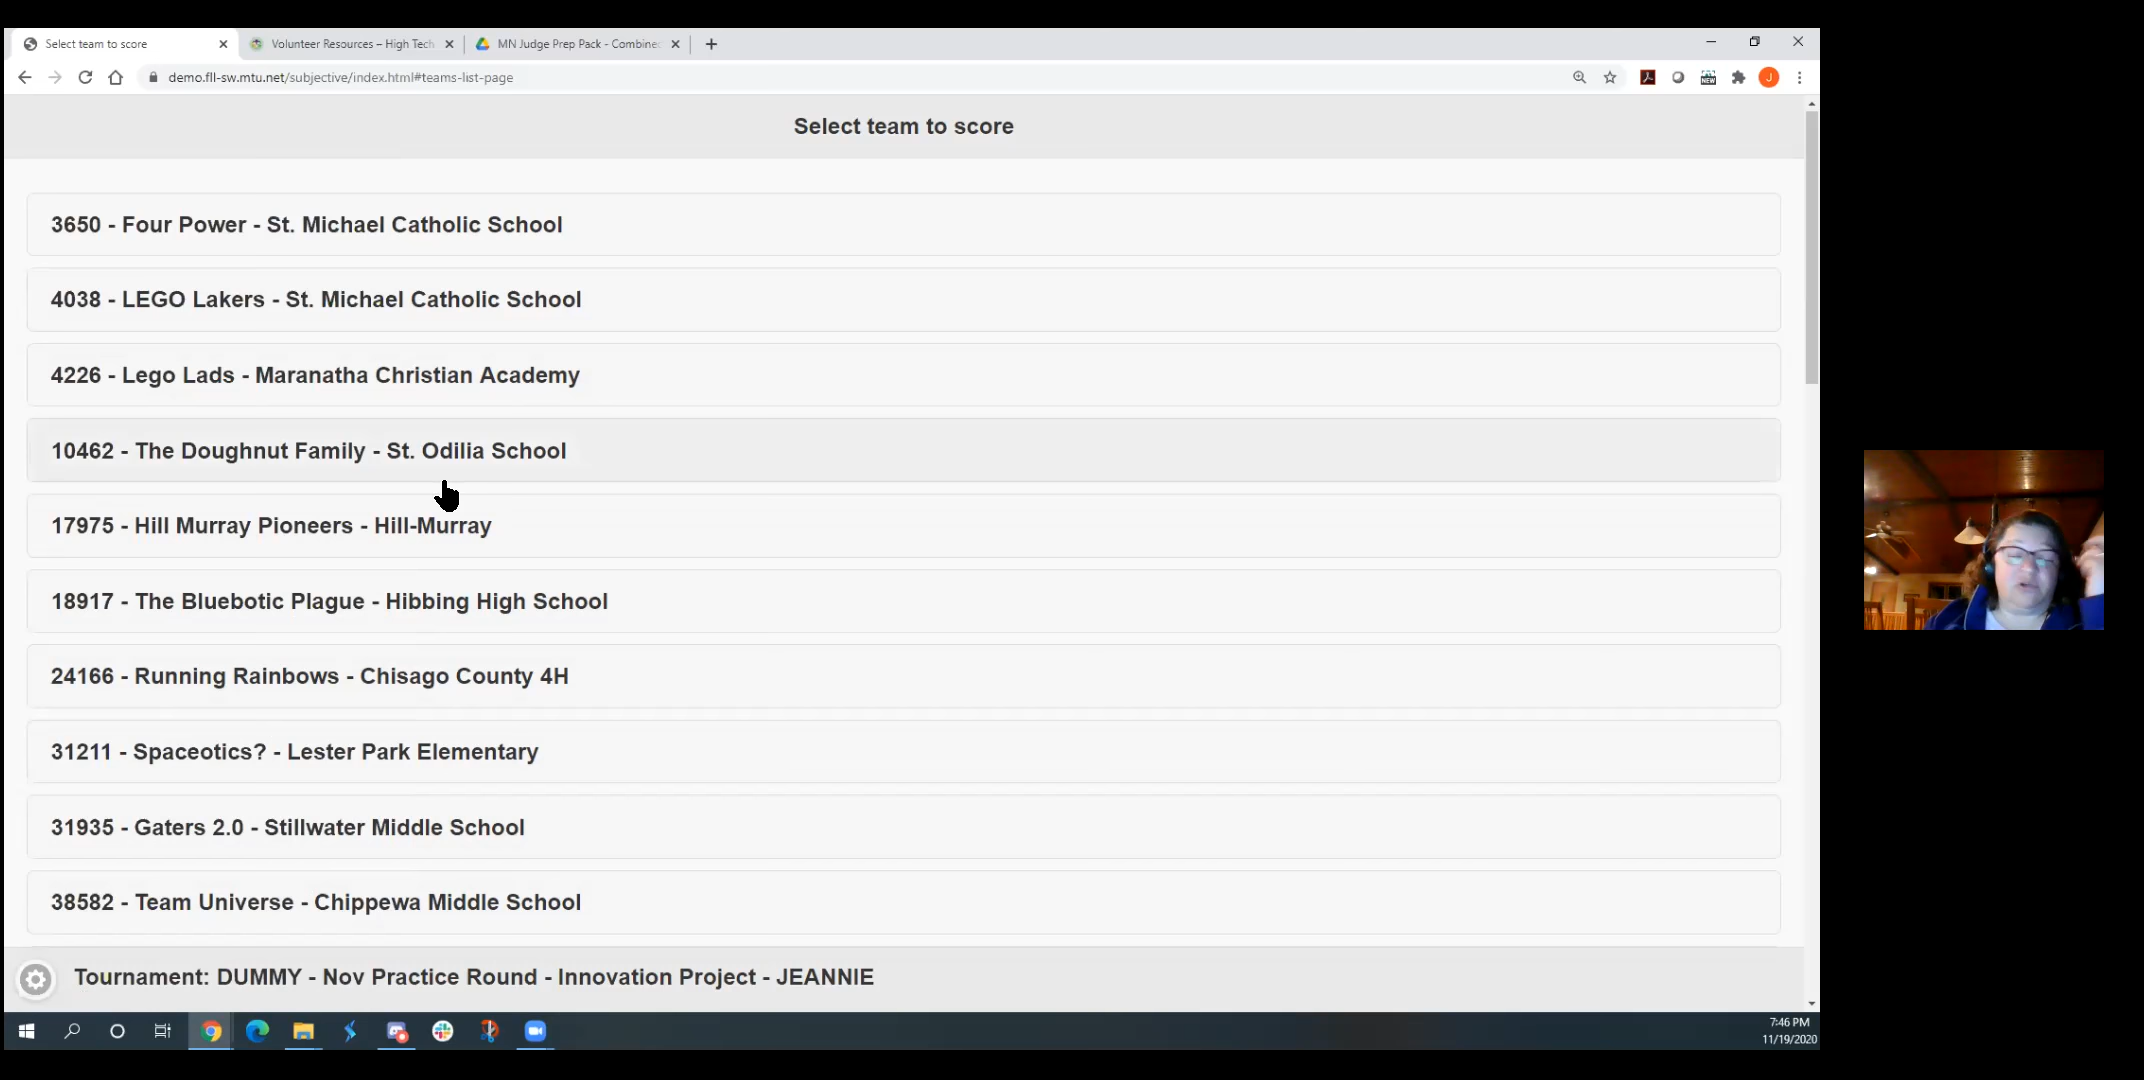 Select team to score
Volunteer Resources – High Tech
MN Judge Prep Pack - Combine
demo.fll-sw.mtu.net/subjective/index.html#teams-list-page
NEW
J
Select team to score
3650 - Four Power - St. Michael Catholic School
4038 - LEGO Lakers - St. Michael Catholic School
4226 - Lego Lads - Maranatha Christian Academy
10462 - The Doughnut Family - St. Odilia School
17975 - Hill Murray Pioneers - Hill-Murray
18917 - The Bluebotic Plague - Hibbing High School
24166 - Running Rainbows - Chisago County 4H
31211 - Spaceotics? - Lester Park Elementary
31935 - Gaters 2.0 - Stillwater Middle School
38582 - Team Universe - Chippewa Middle School
Tournament: DUMMY - Nov Practice Round - Innovation Project - JEANNIE
7:46 PM
11/19/2020